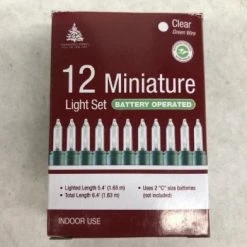 Clear
Green Wire
12 Miniature
Light Set
BATTERY OPERATED
• Lighted Length 5.4' (1.65 m)
• Total Length 6.4' (1.63 m)
• Uses 2 "C" size batteries
(not included)
INDOOR USE